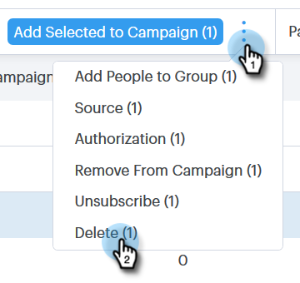 Add Selected to Campaign (1)
Pa
1
ampaign
Add People to Group (1)
Source (1)
Authorization (1)
Remove From Campaign (1)
Unsubscribe (1)
Delete (1)
2
0